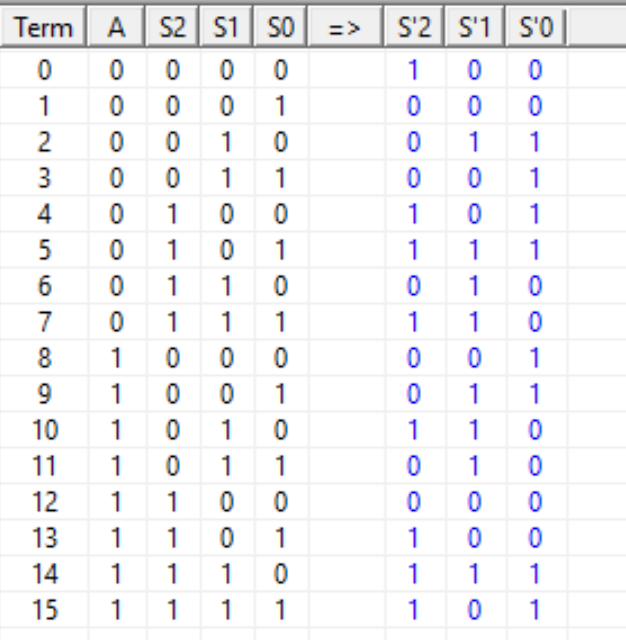 Term A S2 S1 S0 => S'2 S'1 S'0
0 0 0 0 0 1 0 0
1 0 0 0 1 0 0 0
2 0 0 1 0 0 1 1
3 0 0 1 1 0 0 1
4 0 1 0 0 1 0 1
5 0 1 0 1 1 1 1
6 0 1 1 0 0 1 0
7 0 1 1 1 1 1 0
8 1 0 0 0 0 0 1
9 1 0 0 1 0 1 1
10 1 0 1 0 1 1 0
11 1 0 1 1 0 1 0
12 1 1 0 0 0 0 0
13 1 1 0 1 1 0 0
14 1 1 1 0 1 1 1
15 1 1 1 1 1 0 1